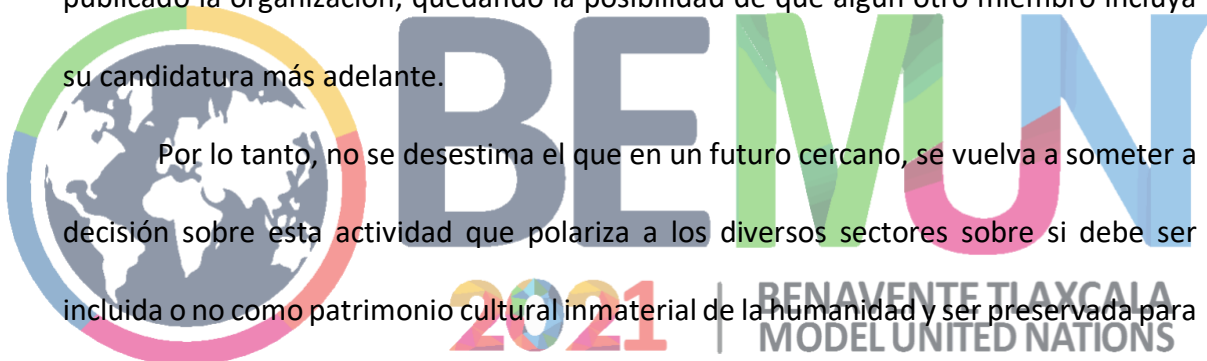 publicado la organización, quedando la posibilidad de que algún otro miembro incluya
su candidatura más adelante.
Por lo tanto, no se desestima el que en un futuro cercano, se vuelva a someter a
decisión sobre esta actividad que polariza a los diversos sectores sobre si debe ser
incluida o no como patrimonio cultural inmaterial de la humanidad y ser preservada para
BEMUN
2021 | BENAVENTE TLAXCALA
MODEL UNITED NATIONS